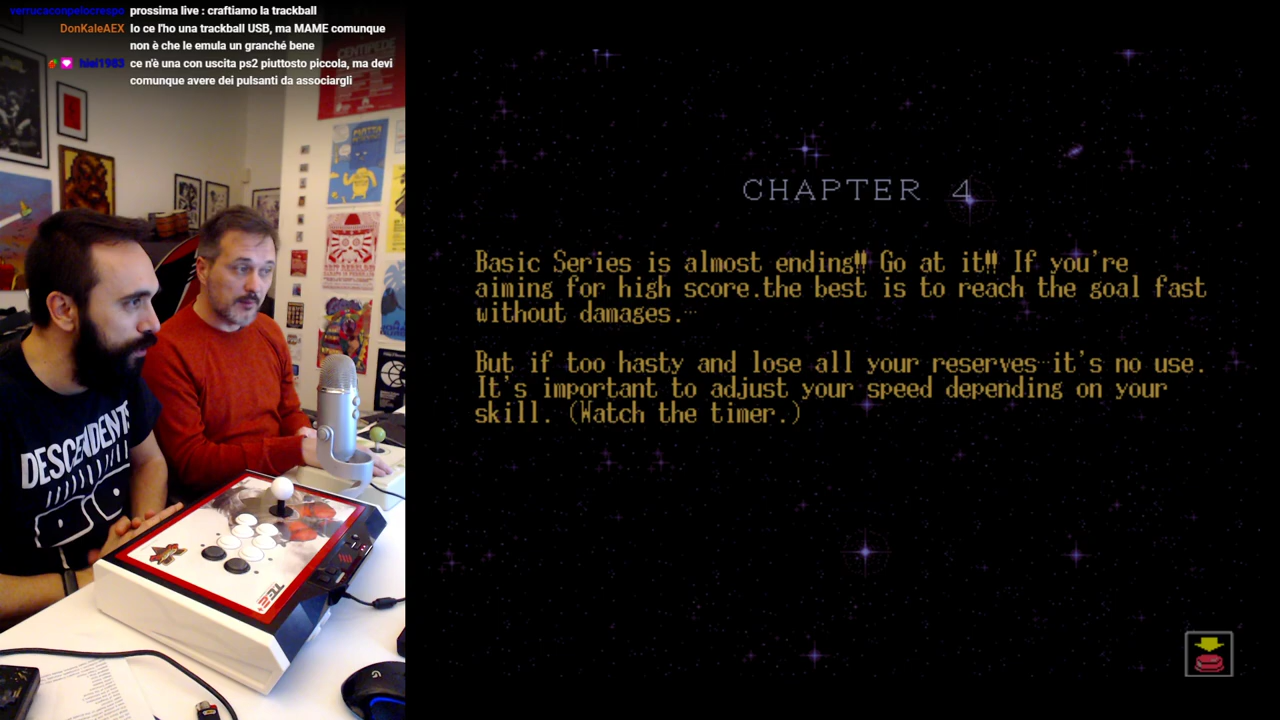 verrucaconpelocrespo prossima live : craftiamo la trackball
DonKaleAEX Io ce l'ho una trackball USB, ma MAME comunque
non è che le emula un granché bene
hiei1983 ce n'è una con uscita ps2 piuttosto piccola, ma devi
comunque avere dei pulsanti da associargli
CENTIPEDE
CHAPTER 4
Basic Series is almost ending!! Go at it!! If you're
aiming for high score.the best is to reach the goal fast
without damages.…
But if too hasty and lose all your reserves…it's no use.
It's important to adjust your speed depending on your
skill. (Watch the timer.)
DESCENDENTS
TE2